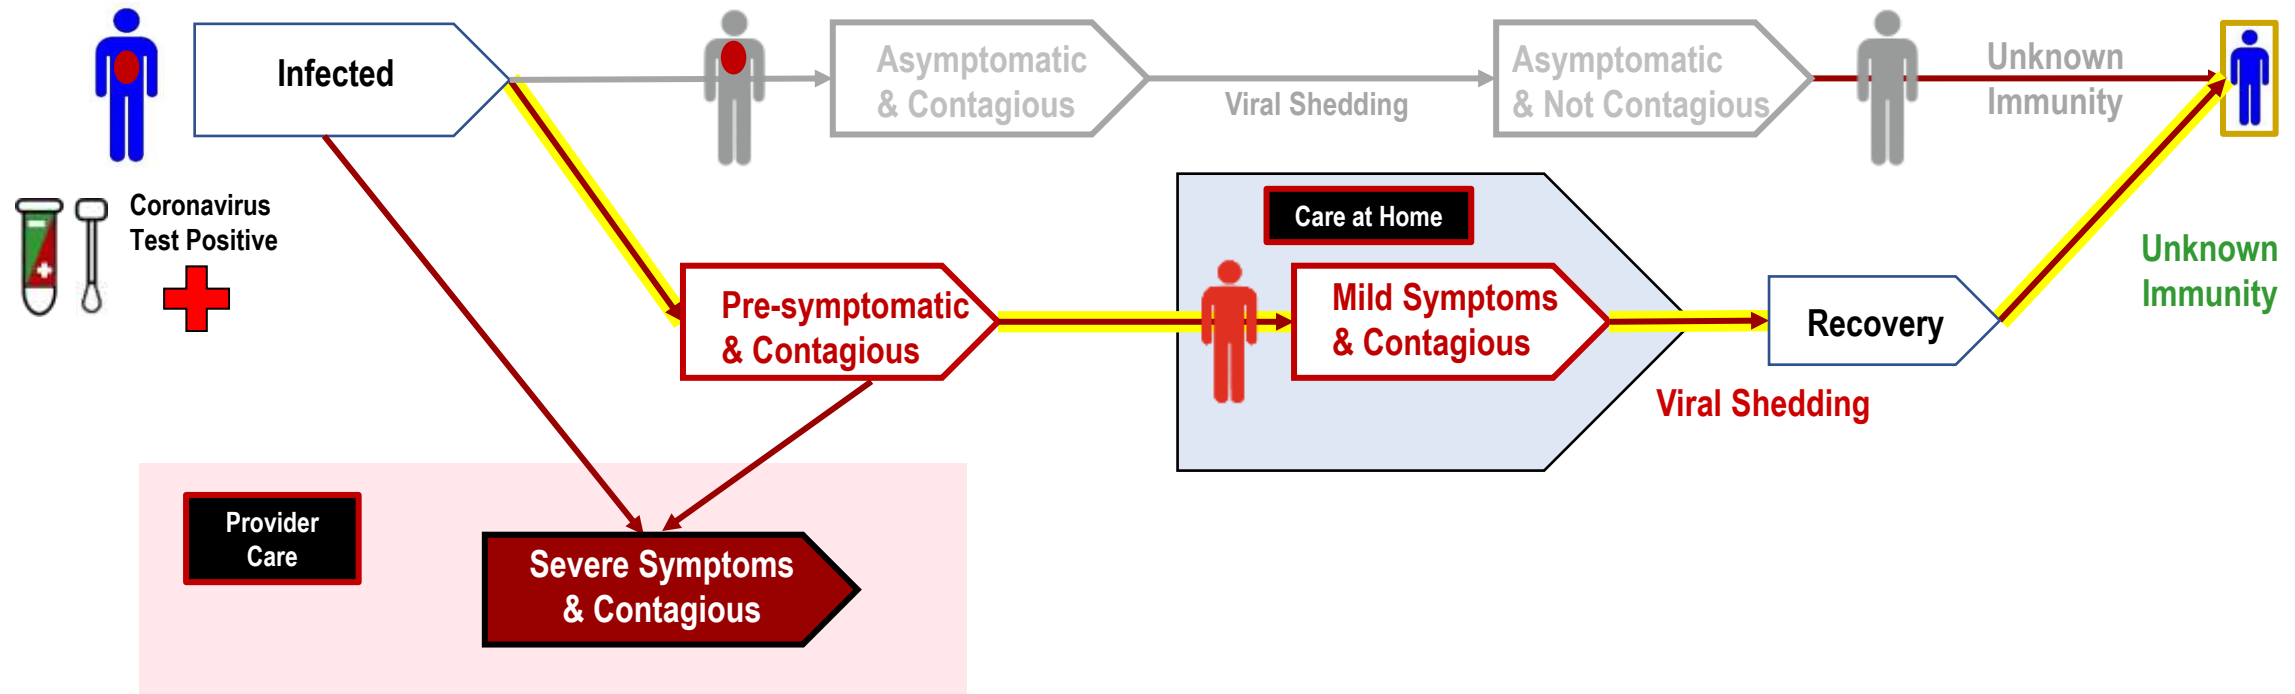 Infected
Asymptomatic
& Contagious
Viral Shedding
Asymptomatic
& Not Contagious
Unknown
Immunity
Coronavirus
Test Positive
Care at Home
Pre-symptomatic
& Contagious
Mild Symptoms
& Contagious
Recovery
Unknown
Immunity
Viral Shedding
Provider
Care
Severe Symptoms
& Contagious